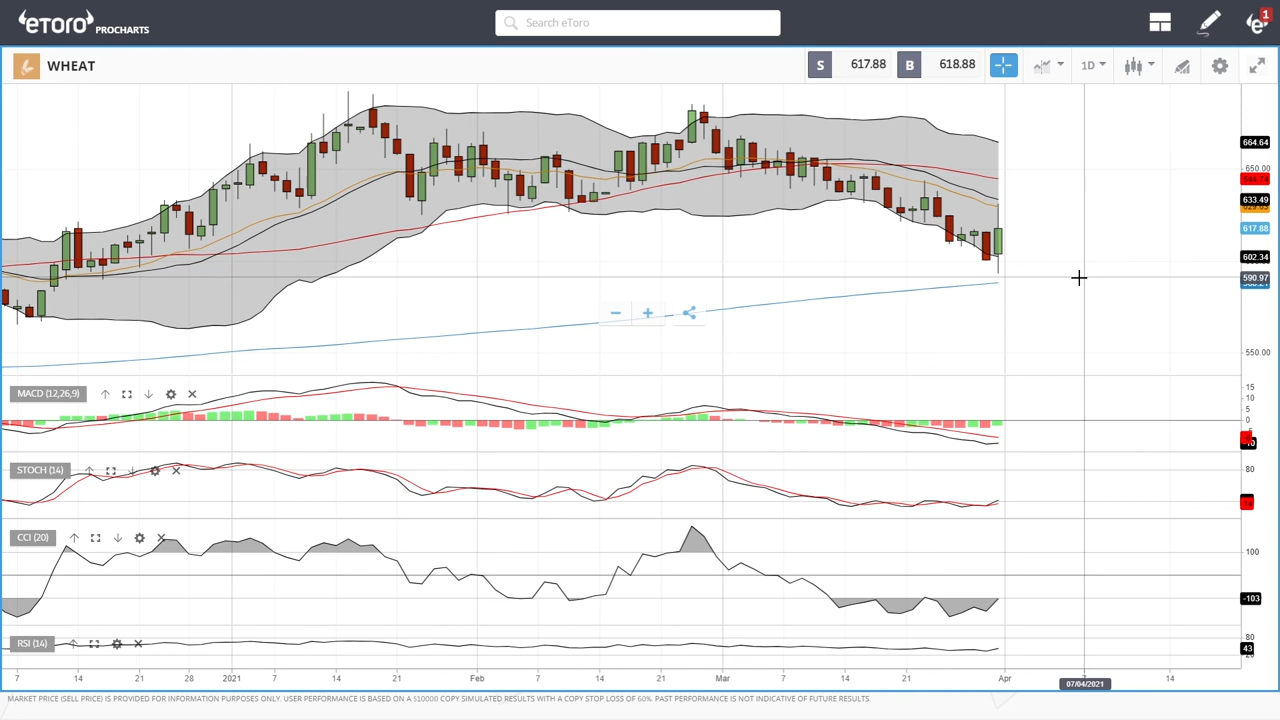 eToro PROCHARTS
Search eToro
1
WHEAT
S 617.88 B 618.88 1D
664.64
650.00
644.74
633.49
617.88
602.34
590.97
550.00
MACD (12,26,9)
15
10
5
0
STOCH (14)
80
CCI (20)
100
-103
RSI (14)
80
43
20
7 14 21 28 2021 7 14 21 Feb 7 14 21 Mar 7 14 21 Apr 14
07/04/2021
MARKET PRICE (SELL PRICE) IS PROVIDED FOR INFORMATION PURPOSES ONLY. USER PERFORMANCE IS BASED ON A $10000 COPY SIMULATED RESULTS WITH A COPY STOP LOSS OF 60%. PAST PERFORMANCE IS NOT INDICATIVE OF FUTURE RESULTS.